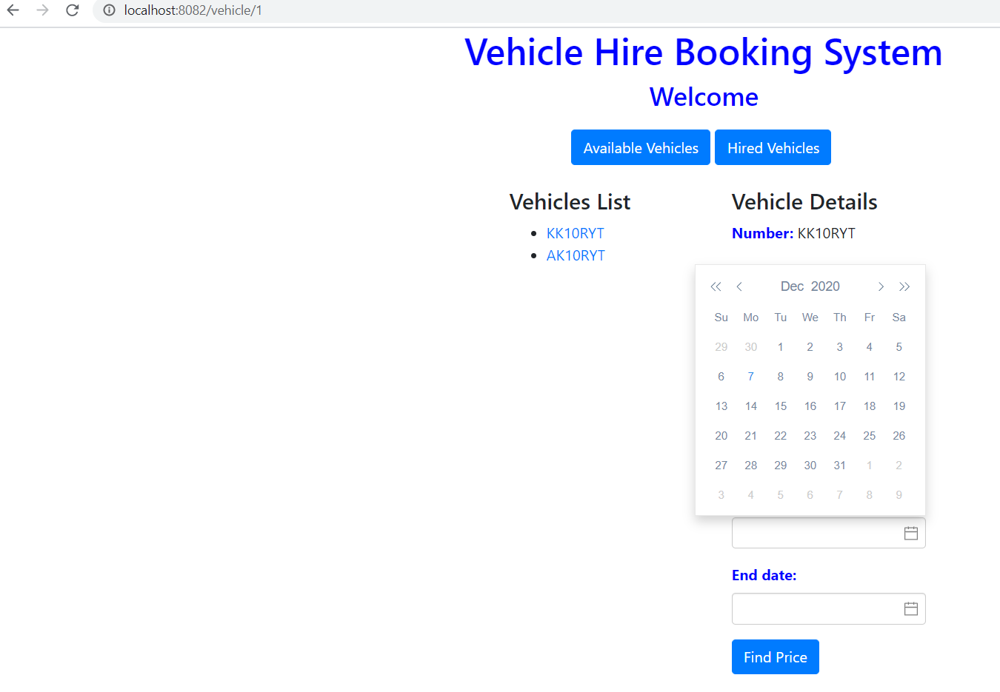 localhost:8082/vehicle/1
Vehicle Hire Booking System
Welcome
Available Vehicles Hired Vehicles
Vehicles List
KK10RYT
AK10RYT
Vehicle Details
Number: KK10RYT
Dec 2020
Su Mo Tu We Th Fr Sa
29 30 1 2 3 4 5
6 7 8 9 10 11 12
13 14 15 16 17 18 19
20 21 22 23 24 25 26
27 28 29 30 31 1 2
3 4 5 6 7 8 9
End date:
Find Price